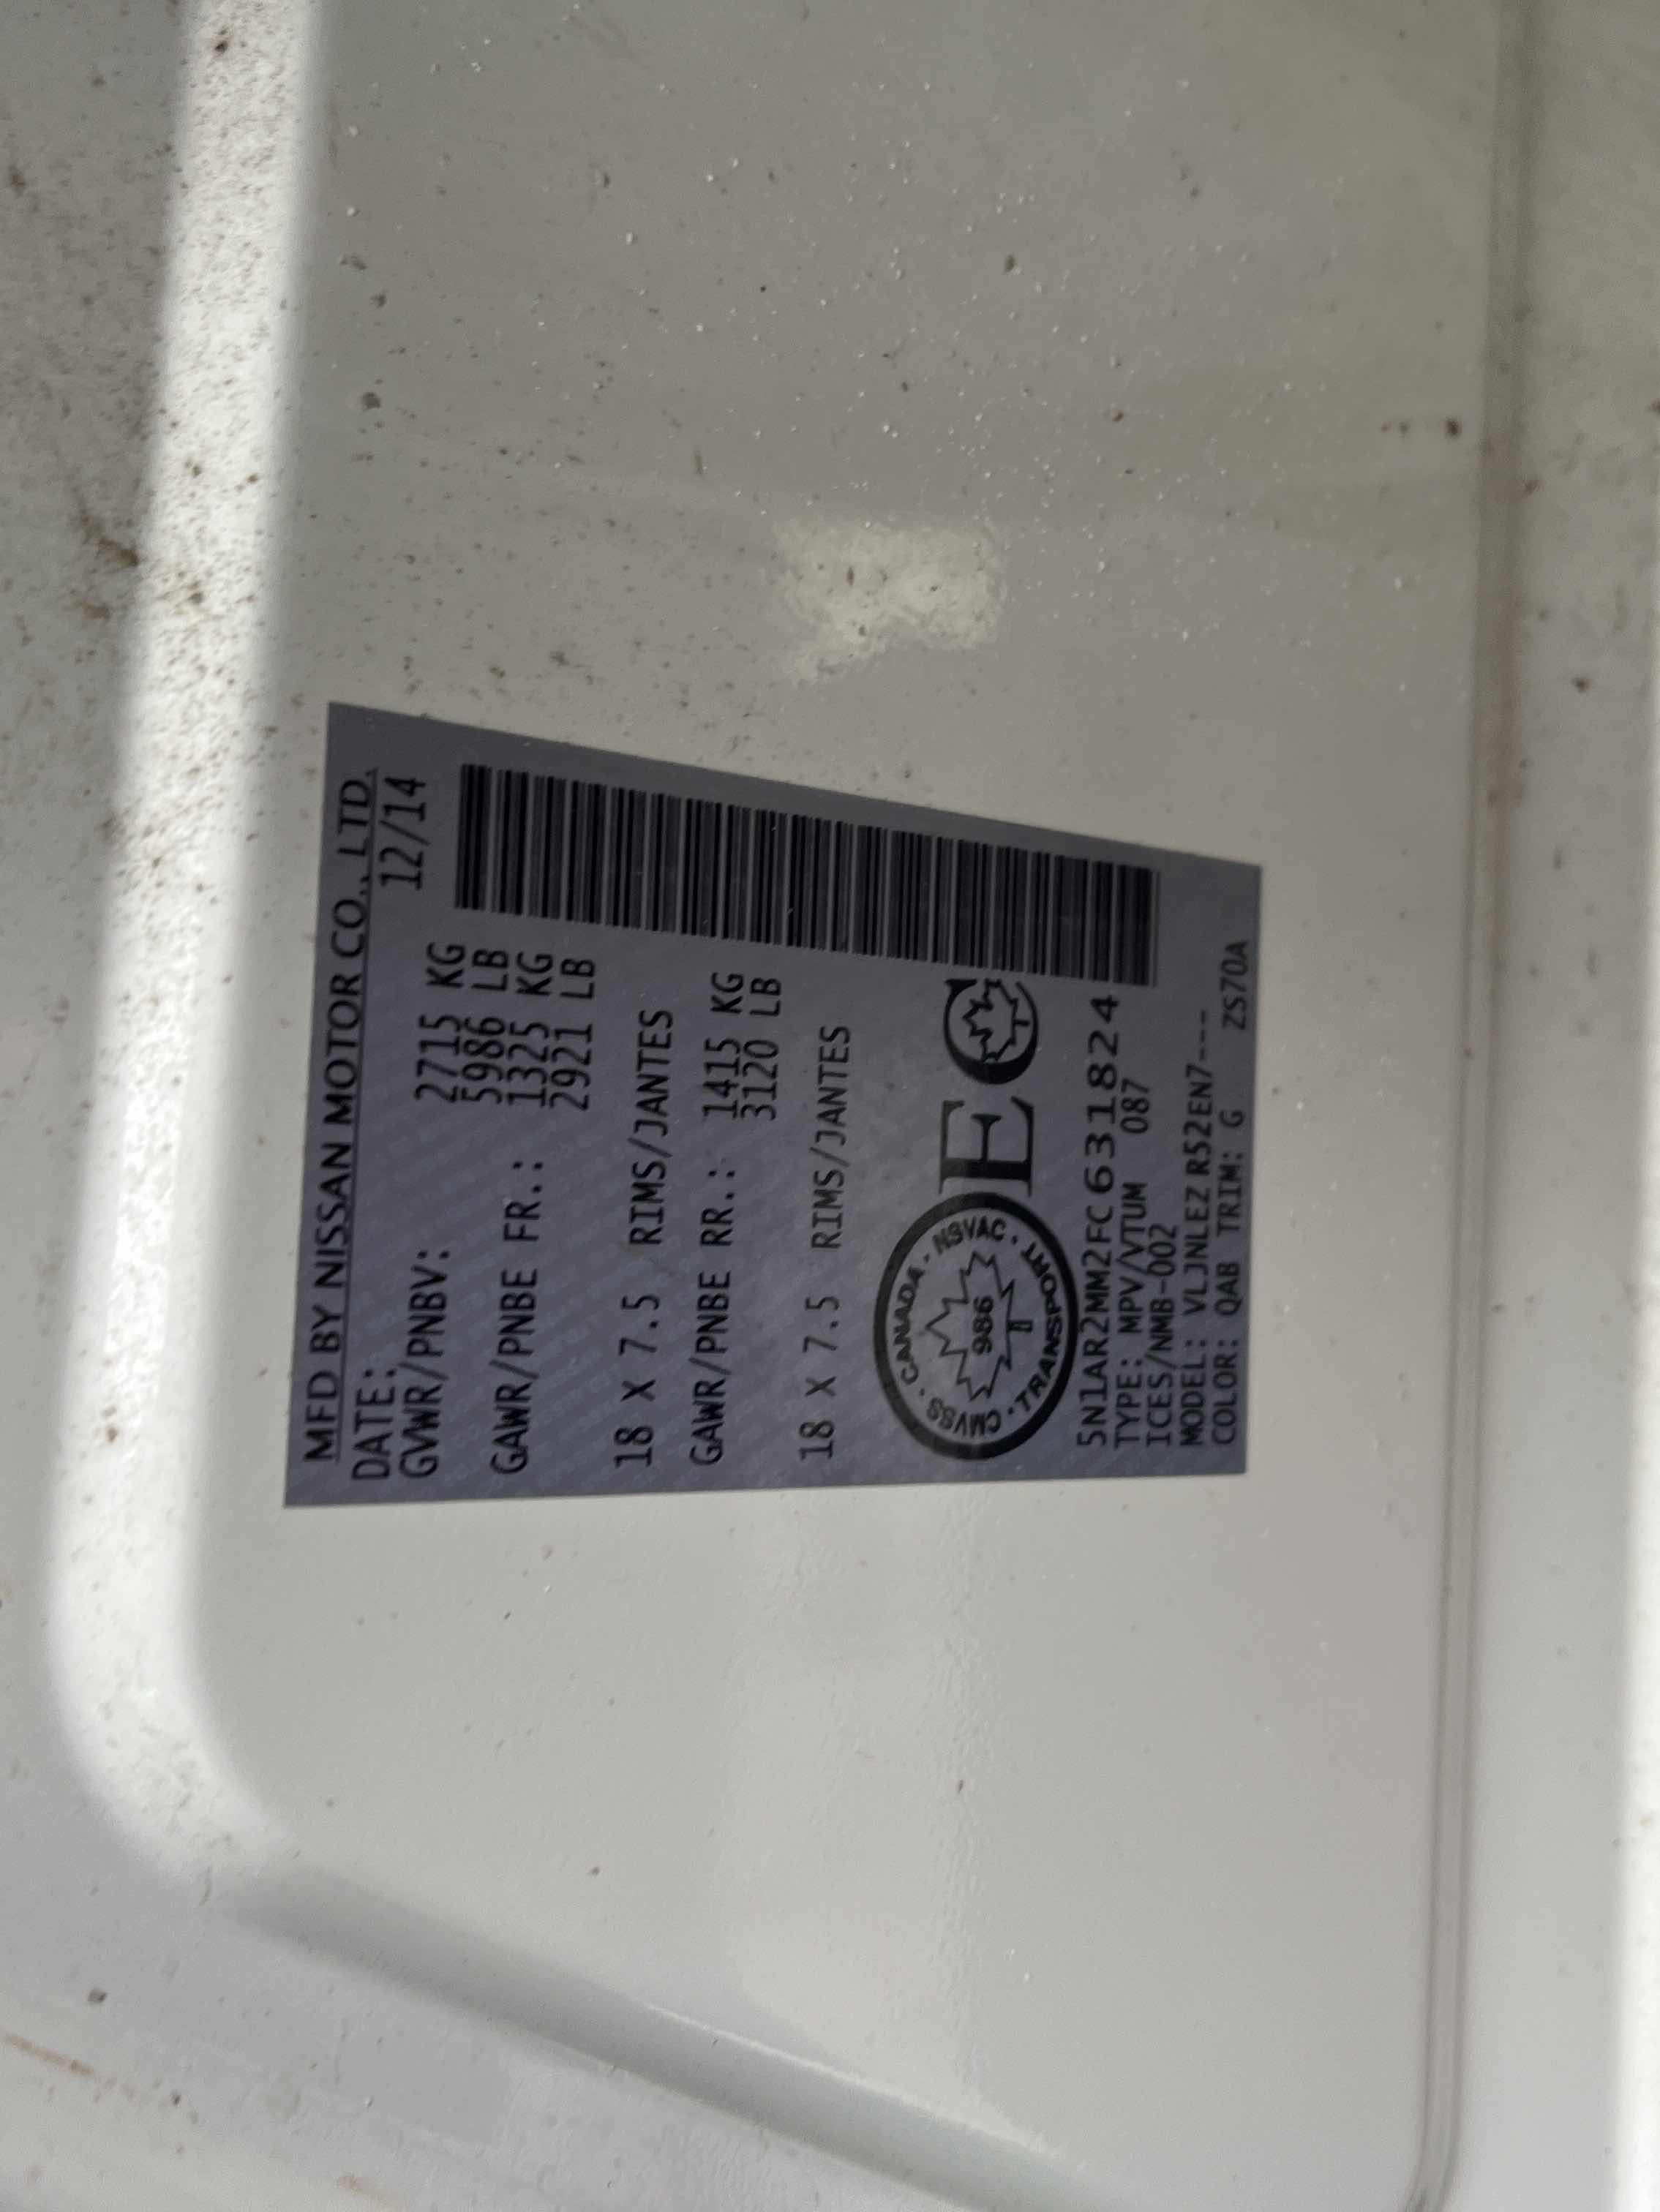 MFD BY NISSAN MOTOR CO., LTD.
DATE: 12/14
GVWR/PNBV: 2715 KG
5986 LB
GAWR/PNBE FR.: 1325 KG
2921 LB
18 X 7.5 RIMS/JANTES
GAWR/PNBE RR.: 1415 KG
3120 LB
18 X 7.5 RIMS/JANTES
CANADA · NSVAC · TRANSPORT · CMVSS ·
986
EC
5N1AR2MM2FC631824
TYPE: MPV/VTUM 087
ICES/NMB-002
MODEL: VLJNLEZ R52EN7---
COLOR: QAB TRIM: G ZS70A